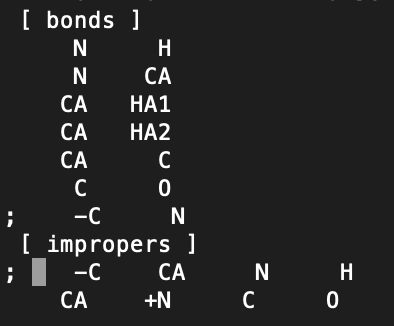 [ bonds ]
N H
N CA
CA HA1
CA HA2
CA C
C O
; -C N
[ impropers ]
; -C CA N H
CA +N C O